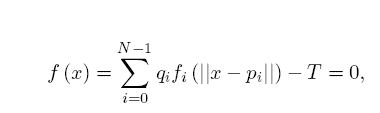 f (x) = \sum_{i=0}^{N-1} q_i f_i (||x − p_i||) − T = 0,